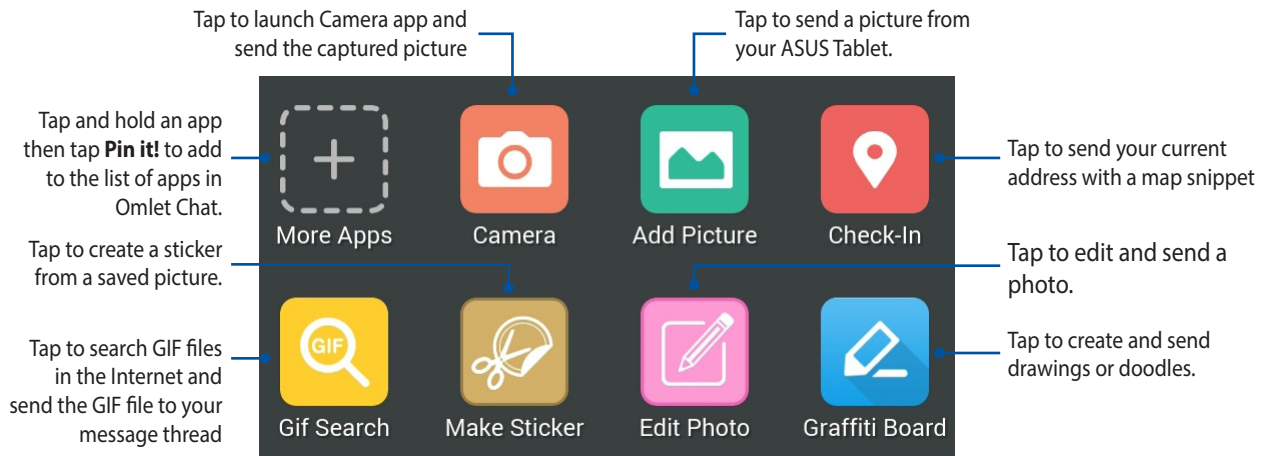 Tap to launch Camera app and
send the captured picture
Tap to send a picture from
your ASUS Tablet.
Tap and hold an app
then tap Pin it! to add
to the list of apps in
Omlet Chat.
Tap to send your current
address with a map snippet
More Apps
Camera
Add Picture
Check-In
Tap to create a sticker
from a saved picture.
Tap to edit and send a
photo.
GIF
Tap to search GIF files
in the Internet and
send the GIF file to your
message thread
Tap to create and send
drawings or doodles.
Gif Search
Make Sticker
Edit Photo
Graffiti Board